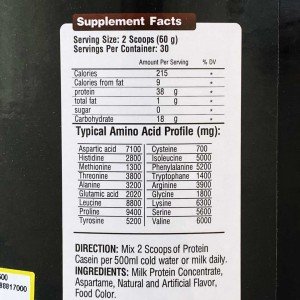 Supplement Facts
Serving Size: 2 Scoops (60 g)
Servings Per Container: 30
Amount Per Serving % DV
Calories 215 *
Calories from fat 9 *
protein 38 g *
total fat 1 g *
sugar 0 *
Carbohydrate 18 g *
Typical Amino Acid Profile (mg):
Aspartic acid 7100 Cysteine 700
Histidine 2800 Isoleucine 5000
Methionine 1300 Phenylalanine 5200
Threonine 3800 Tryptophane 1400
Alanine 3200 Arginine 3900
Glutamic acid 2020 Glycine 1800
Leucine 8800 Lysine 6300
Proline 9400 Serine 5600
Tyrosine 5200 Valine 6000
DIRECTION: Mix 2 Scoops of Protein
Casein per 500ml cold water or milk daily.
INGREDIENTS: Milk Protein Concentrate,
Aspartame, Natural and Artificial Flavor,
Food Color.
500
88817000